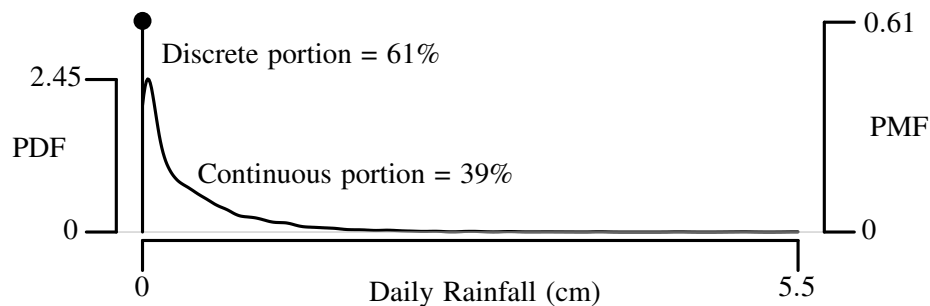 0.61
Discrete portion = 61%
2.45
PDF
PMF
Continuous portion = 39%
0
0
0
Daily Rainfall (cm)
5.5